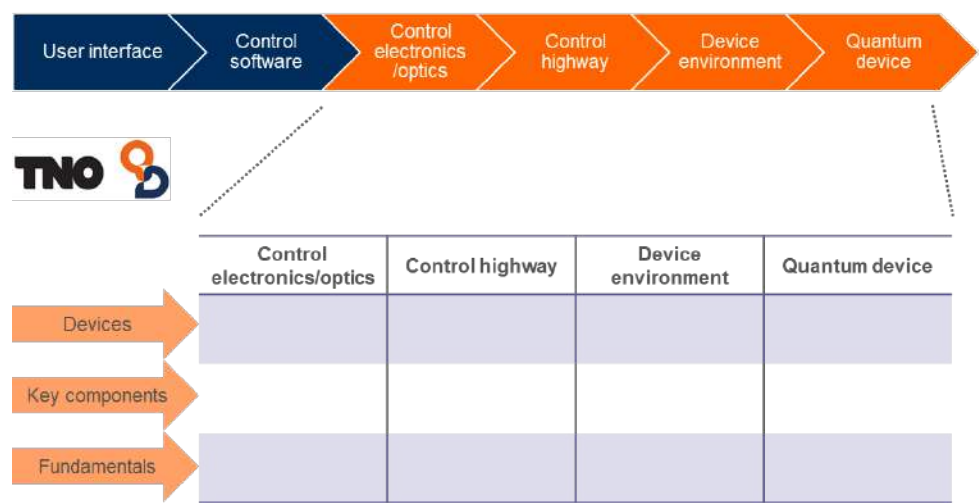 User interface
Control
software
Control
electronics
/optics
Control
highway
Device
environment
Quantum
device
TNO
Control
electronics/optics
Control highway
Device
environment
Quantum device
Devices
Key components
Fundamentals